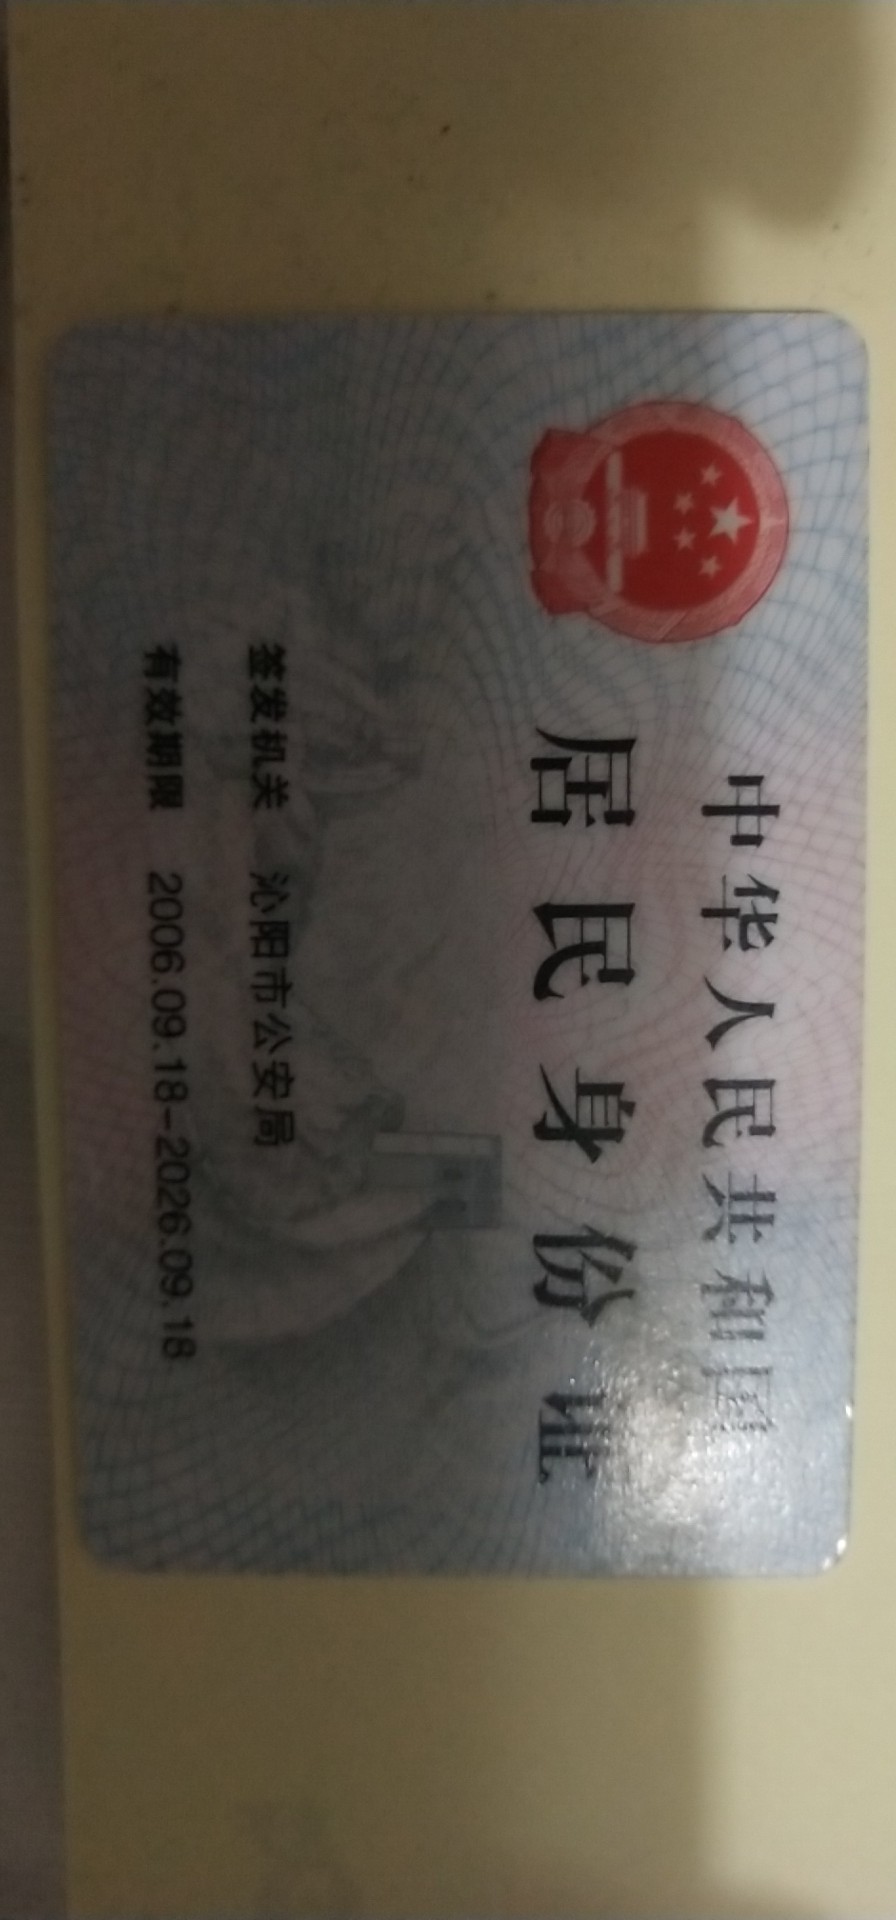 中华人民共和国
居民身份证
签发机关 沁阳市公安局
有效期限 2006.09.18-2026.09.18